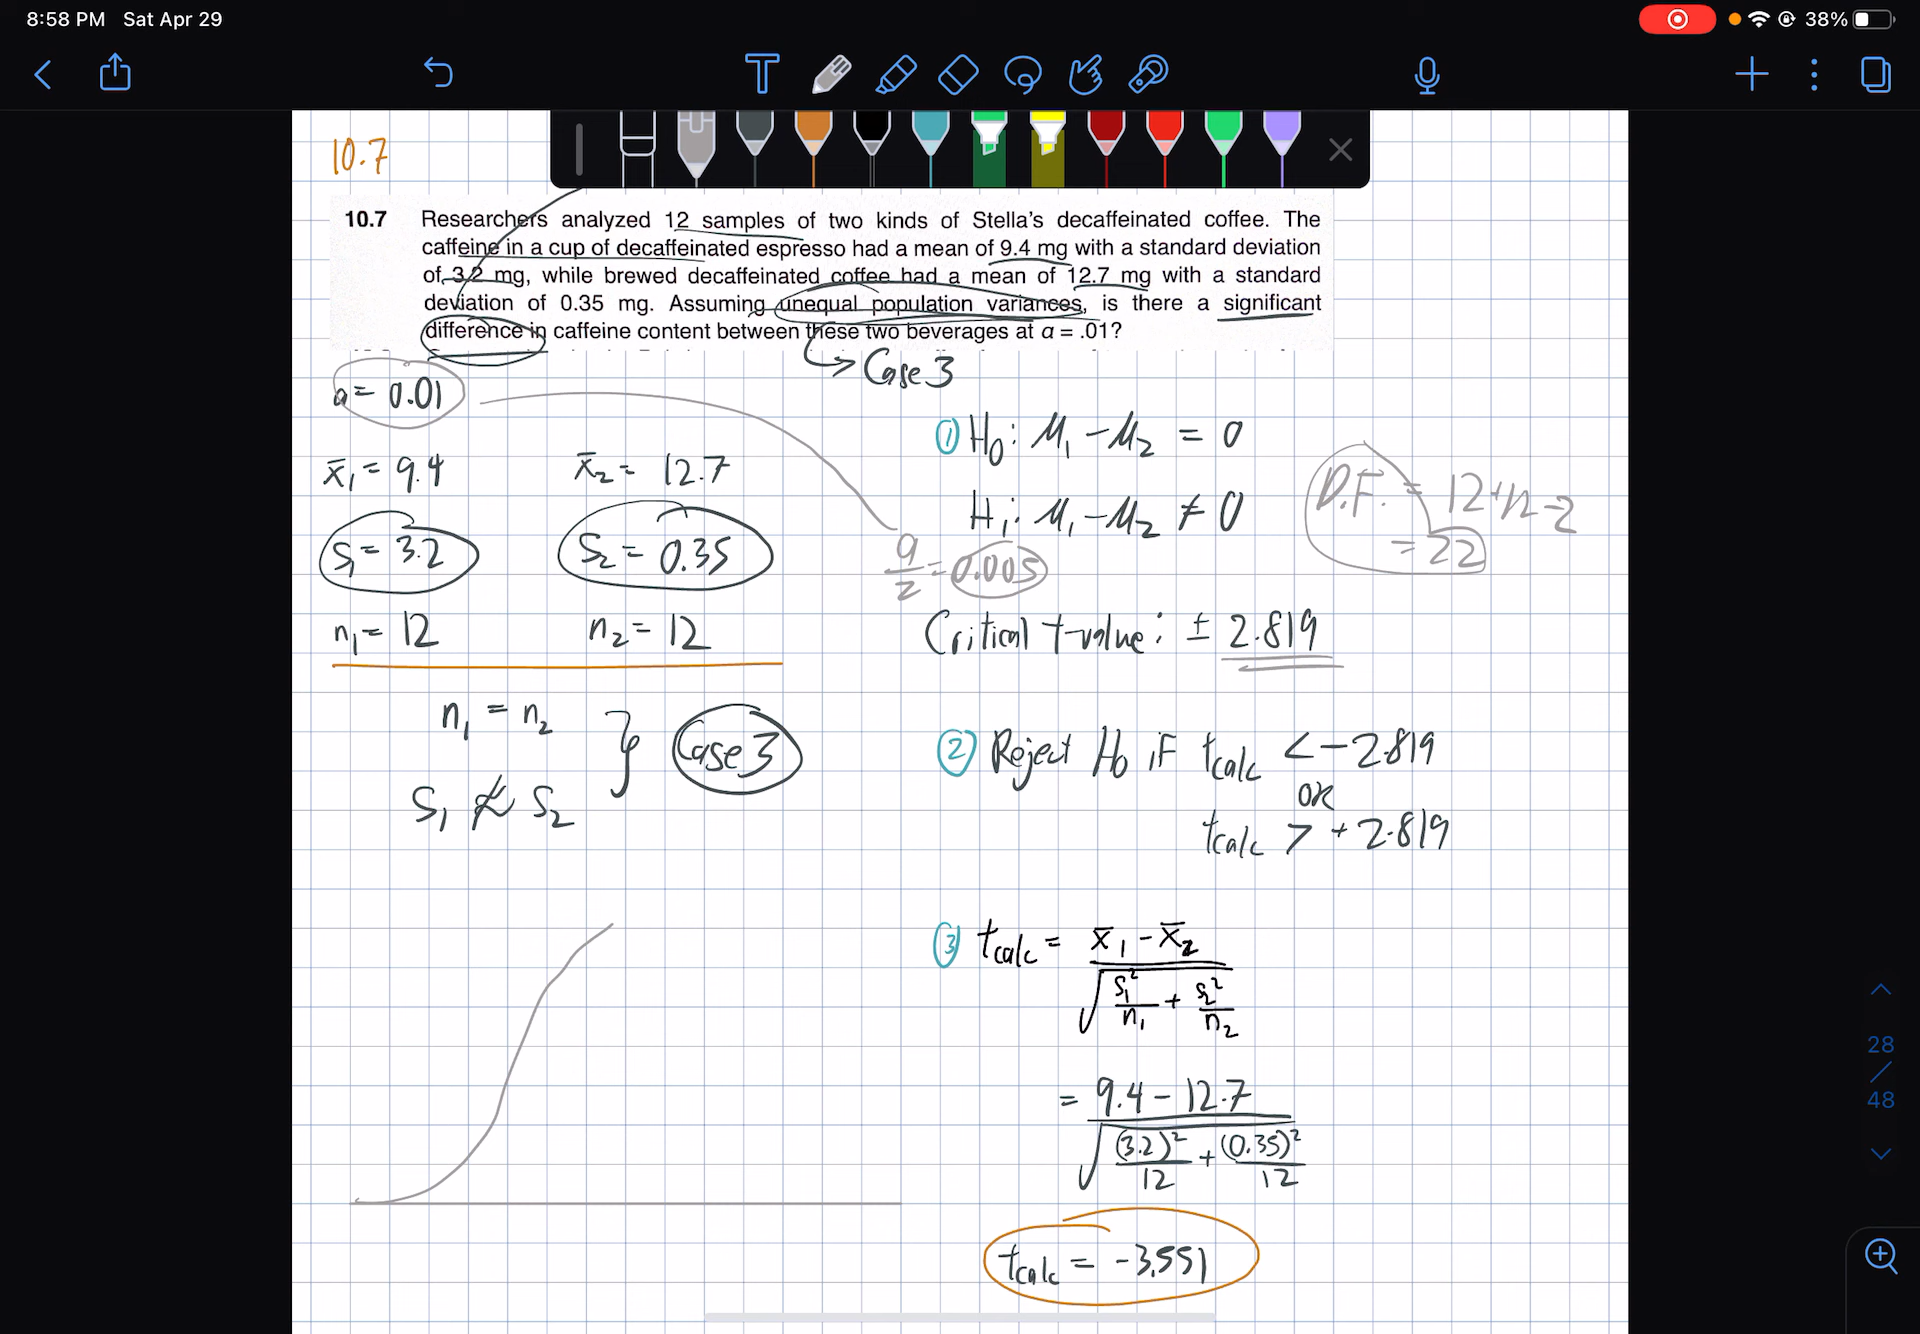 8:58 PM Sat Apr 29
38%
10.7
10.7 Researchers analyzed 12 samples of two kinds of Stella's decaffeinated coffee. The
caffeine in a cup of decaffeinated espresso had a mean of 9.4 mg with a standard deviation
of 3.2 mg, while brewed decaffeinated coffee had a mean of 12.7 mg with a standard
deviation of 0.35 mg. Assuming unequal population variances, is there a significant
difference in caffeine content between these two beverages at α = .01?
→ Case 3
α = 0.01
x̄₁ = 9.4 x̄₂ = 12.7
S₁ = 3.2 S₂ = 0.35
n₁ = 12 n₂ = 12
n₁ = n₂
S₁ ≉ S₂
Case 3
① H₀: μ₁ - μ₂ = 0
H₁: μ₁ - μ₂ ≠ 0
α/2 = 0.005
D.F. = 12+12-2
= 22
Critical t-value: ± 2.819
② Reject H₀ if tcalc < -2.819
OR
tcalc > +2.819
③ tcalc = (x̄₁ - x̄₂) / √(S₁²/n₁ + S₂²/n₂)
= (9.4 - 12.7) / √((3.2)²/12 + (0.35)²/12)
tcalc = -3.551
28
/
48